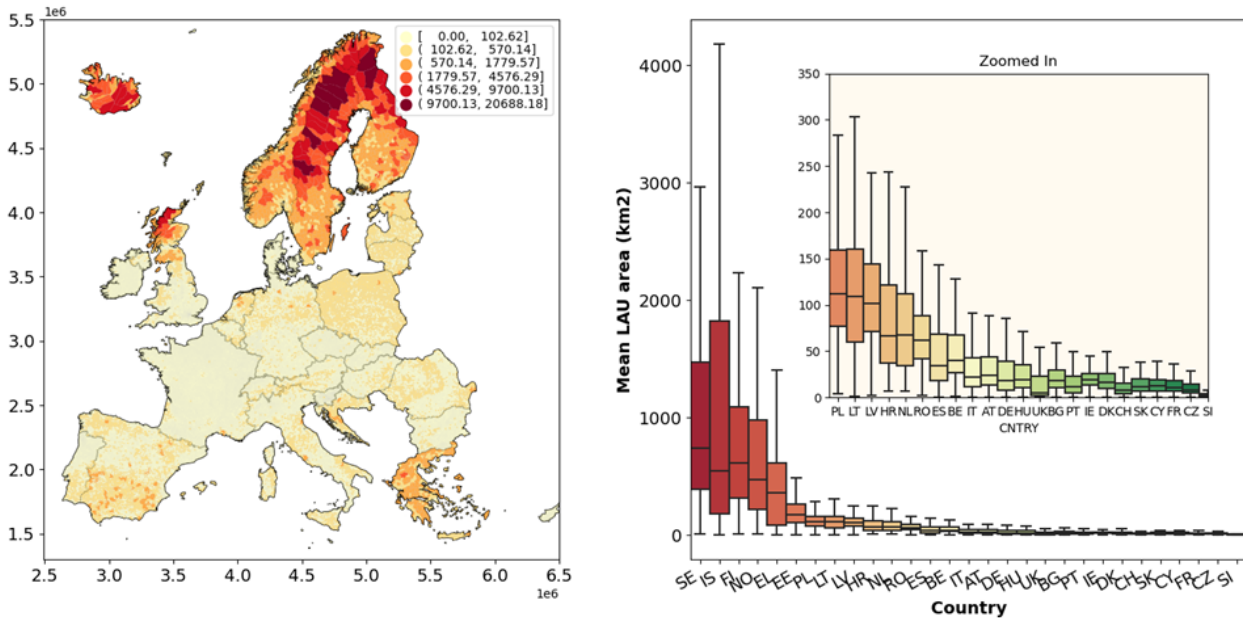 1e6
5.5
5.0
4.5
4.0
3.5
3.0
2.5
2.0
1.5
[ 0.00, 102.62]
( 102.62, 570.14]
( 570.14, 1779.57]
( 1779.57, 4576.29]
( 4576.29, 9700.13]
( 9700.13, 20688.18]
2.5 3.0 3.5 4.0 4.5 5.0 5.5 6.0 6.5
1e6
Mean LAU area (km2)
4000
3000
2000
1000
0
SE IS FI NO EL EE PL LT LV HR NL RO ES BE IT AT DE HU UK BG PT IE DK CH SK CY FR CZ SI
Country
Zoomed In
350
300
250
200
150
100
50
0
PL LT LV HR NL RO ES BE IT AT DE HU UK BG PT IE DK CH SK CY FR CZ SI
CNTRY